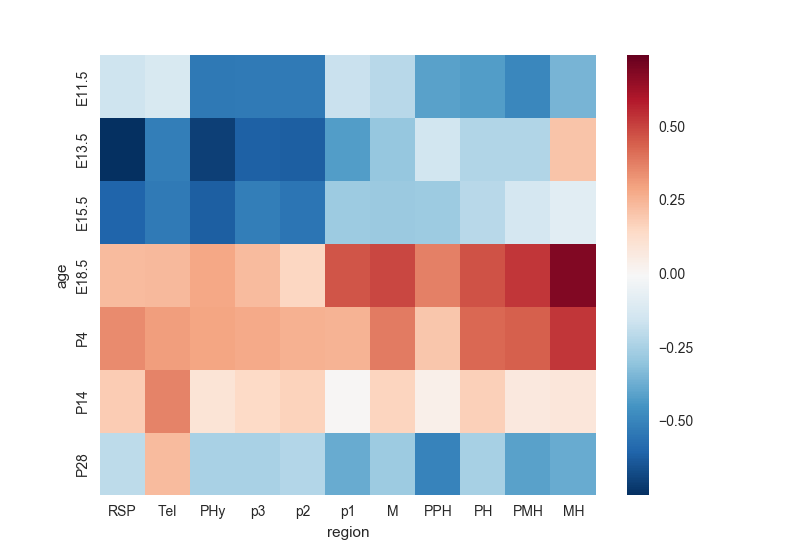 age
E11.5
E13.5
E15.5
E18.5
P4
P14
P28
RSP Tel PHy p3 p2 p1 M PPH PH PMH MH
region
0.50
0.25
0.00
−0.25
−0.50